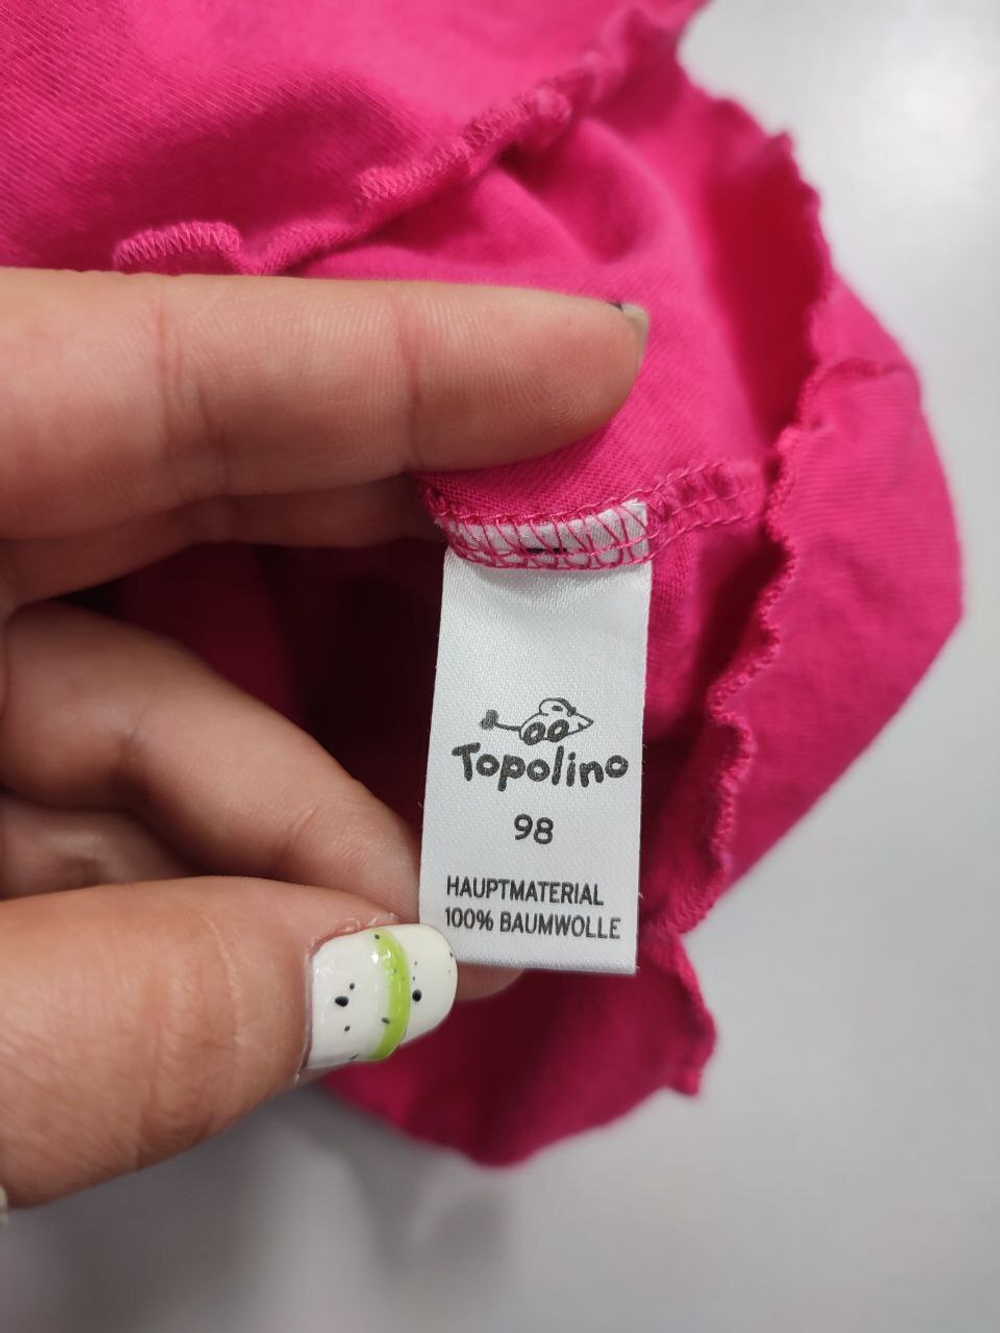 Topolino
98
HAUPTMATERIAL
100% BAUMWOLLE